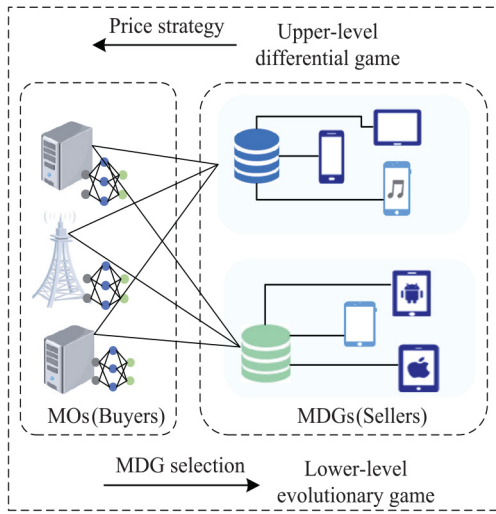 Price strategy
Upper-level
differential game
MOs(Buyers)
MDGs(Sellers)
MDG selection
Lower-level
evolutionary game